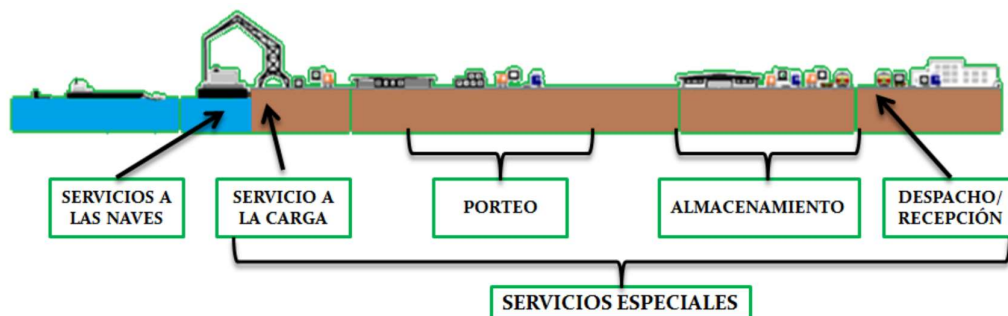 SERVICIOS A
LAS NAVES
SERVICIO A
LA CARGA
PORTEO
ALMACENAMIENTO
DESPACHO/
RECEPCIÓN
SERVICIOS ESPECIALES